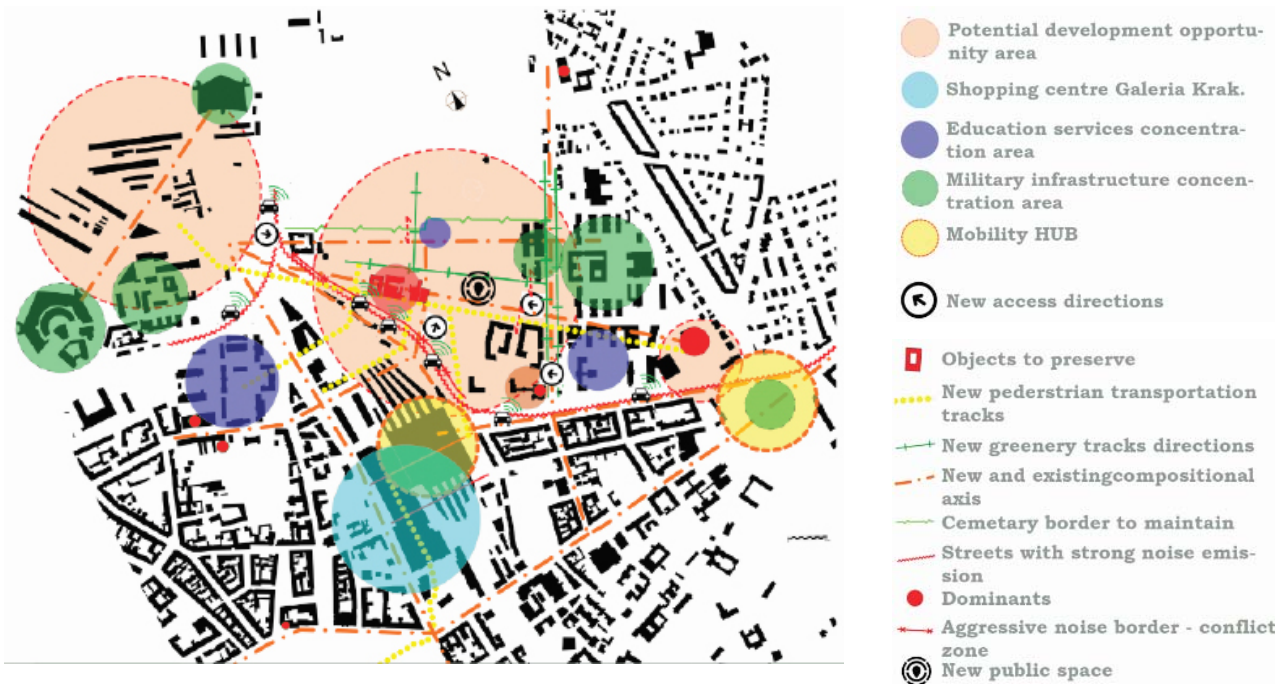 N
Potential development opportu-
nity area
Shopping centre Galeria Krak.
Education services concentra-
tion area
Military infrastructure concen-
tration area
Mobility HUB
New access directions
Objects to preserve
New pederstrian transportation
tracks
New greenery tracks directions
New and existingcompositional
axis
Cemetary border to maintain
Streets with strong noise emis-
sion
Dominants
Aggressive noise border - conflict
zone
New public space